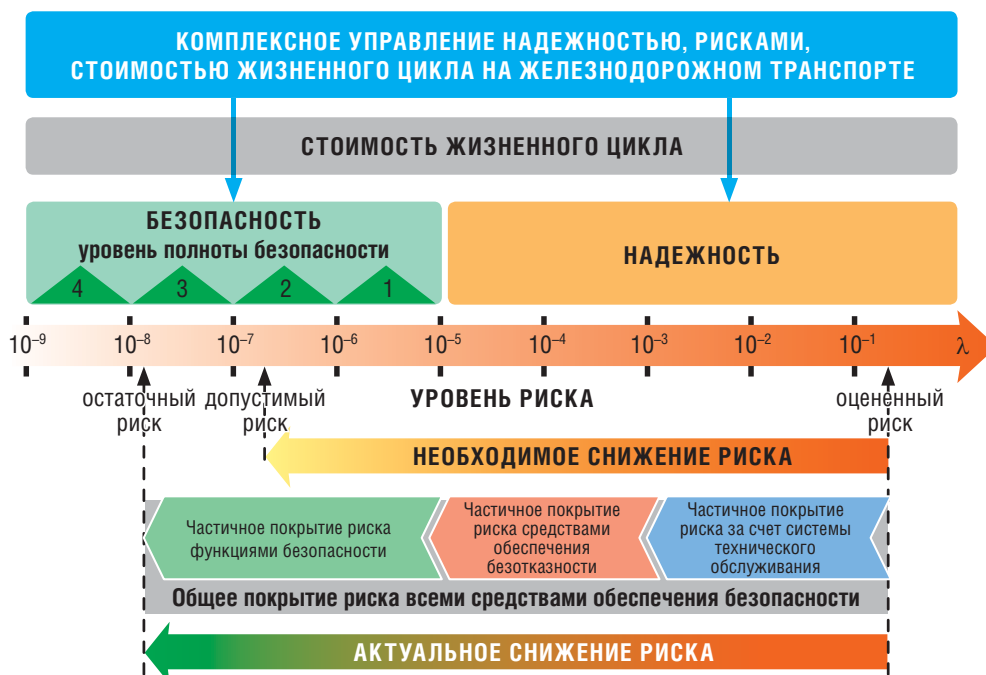 КОМПЛЕКСНОЕ УПРАВЛЕНИЕ НАДЕЖНОСТЬЮ, РИСКАМИ,
СТОИМОСТЬЮ ЖИЗНЕННОГО ЦИКЛА НА ЖЕЛЕЗНОДОРОЖНОМ ТРАНСПОРТЕ
СТОИМОСТЬ ЖИЗНЕННОГО ЦИКЛА
БЕЗОПАСНОСТЬ
уровень полноты безопасности
4 3 2 1
НАДЕЖНОСТЬ
10⁻⁹ 10⁻⁸ 10⁻⁷ 10⁻⁶ 10⁻⁵ 10⁻⁴ 10⁻³ 10⁻² 10⁻¹ λ
остаточный
риск
допустимый
риск
УРОВЕНЬ РИСКА
оцененный
риск
НЕОБХОДИМОЕ СНИЖЕНИЕ РИСКА
Частичное покрытие риска
функциями безопасности
Частичное покрытие
риска средствами
обеспечения
безотказности
Частичное покрытие
риска за счет системы
технического
обслуживания
Общее покрытие риска всеми средствами обеспечения безопасности
АКТУАЛЬНОЕ СНИЖЕНИЕ РИСКА